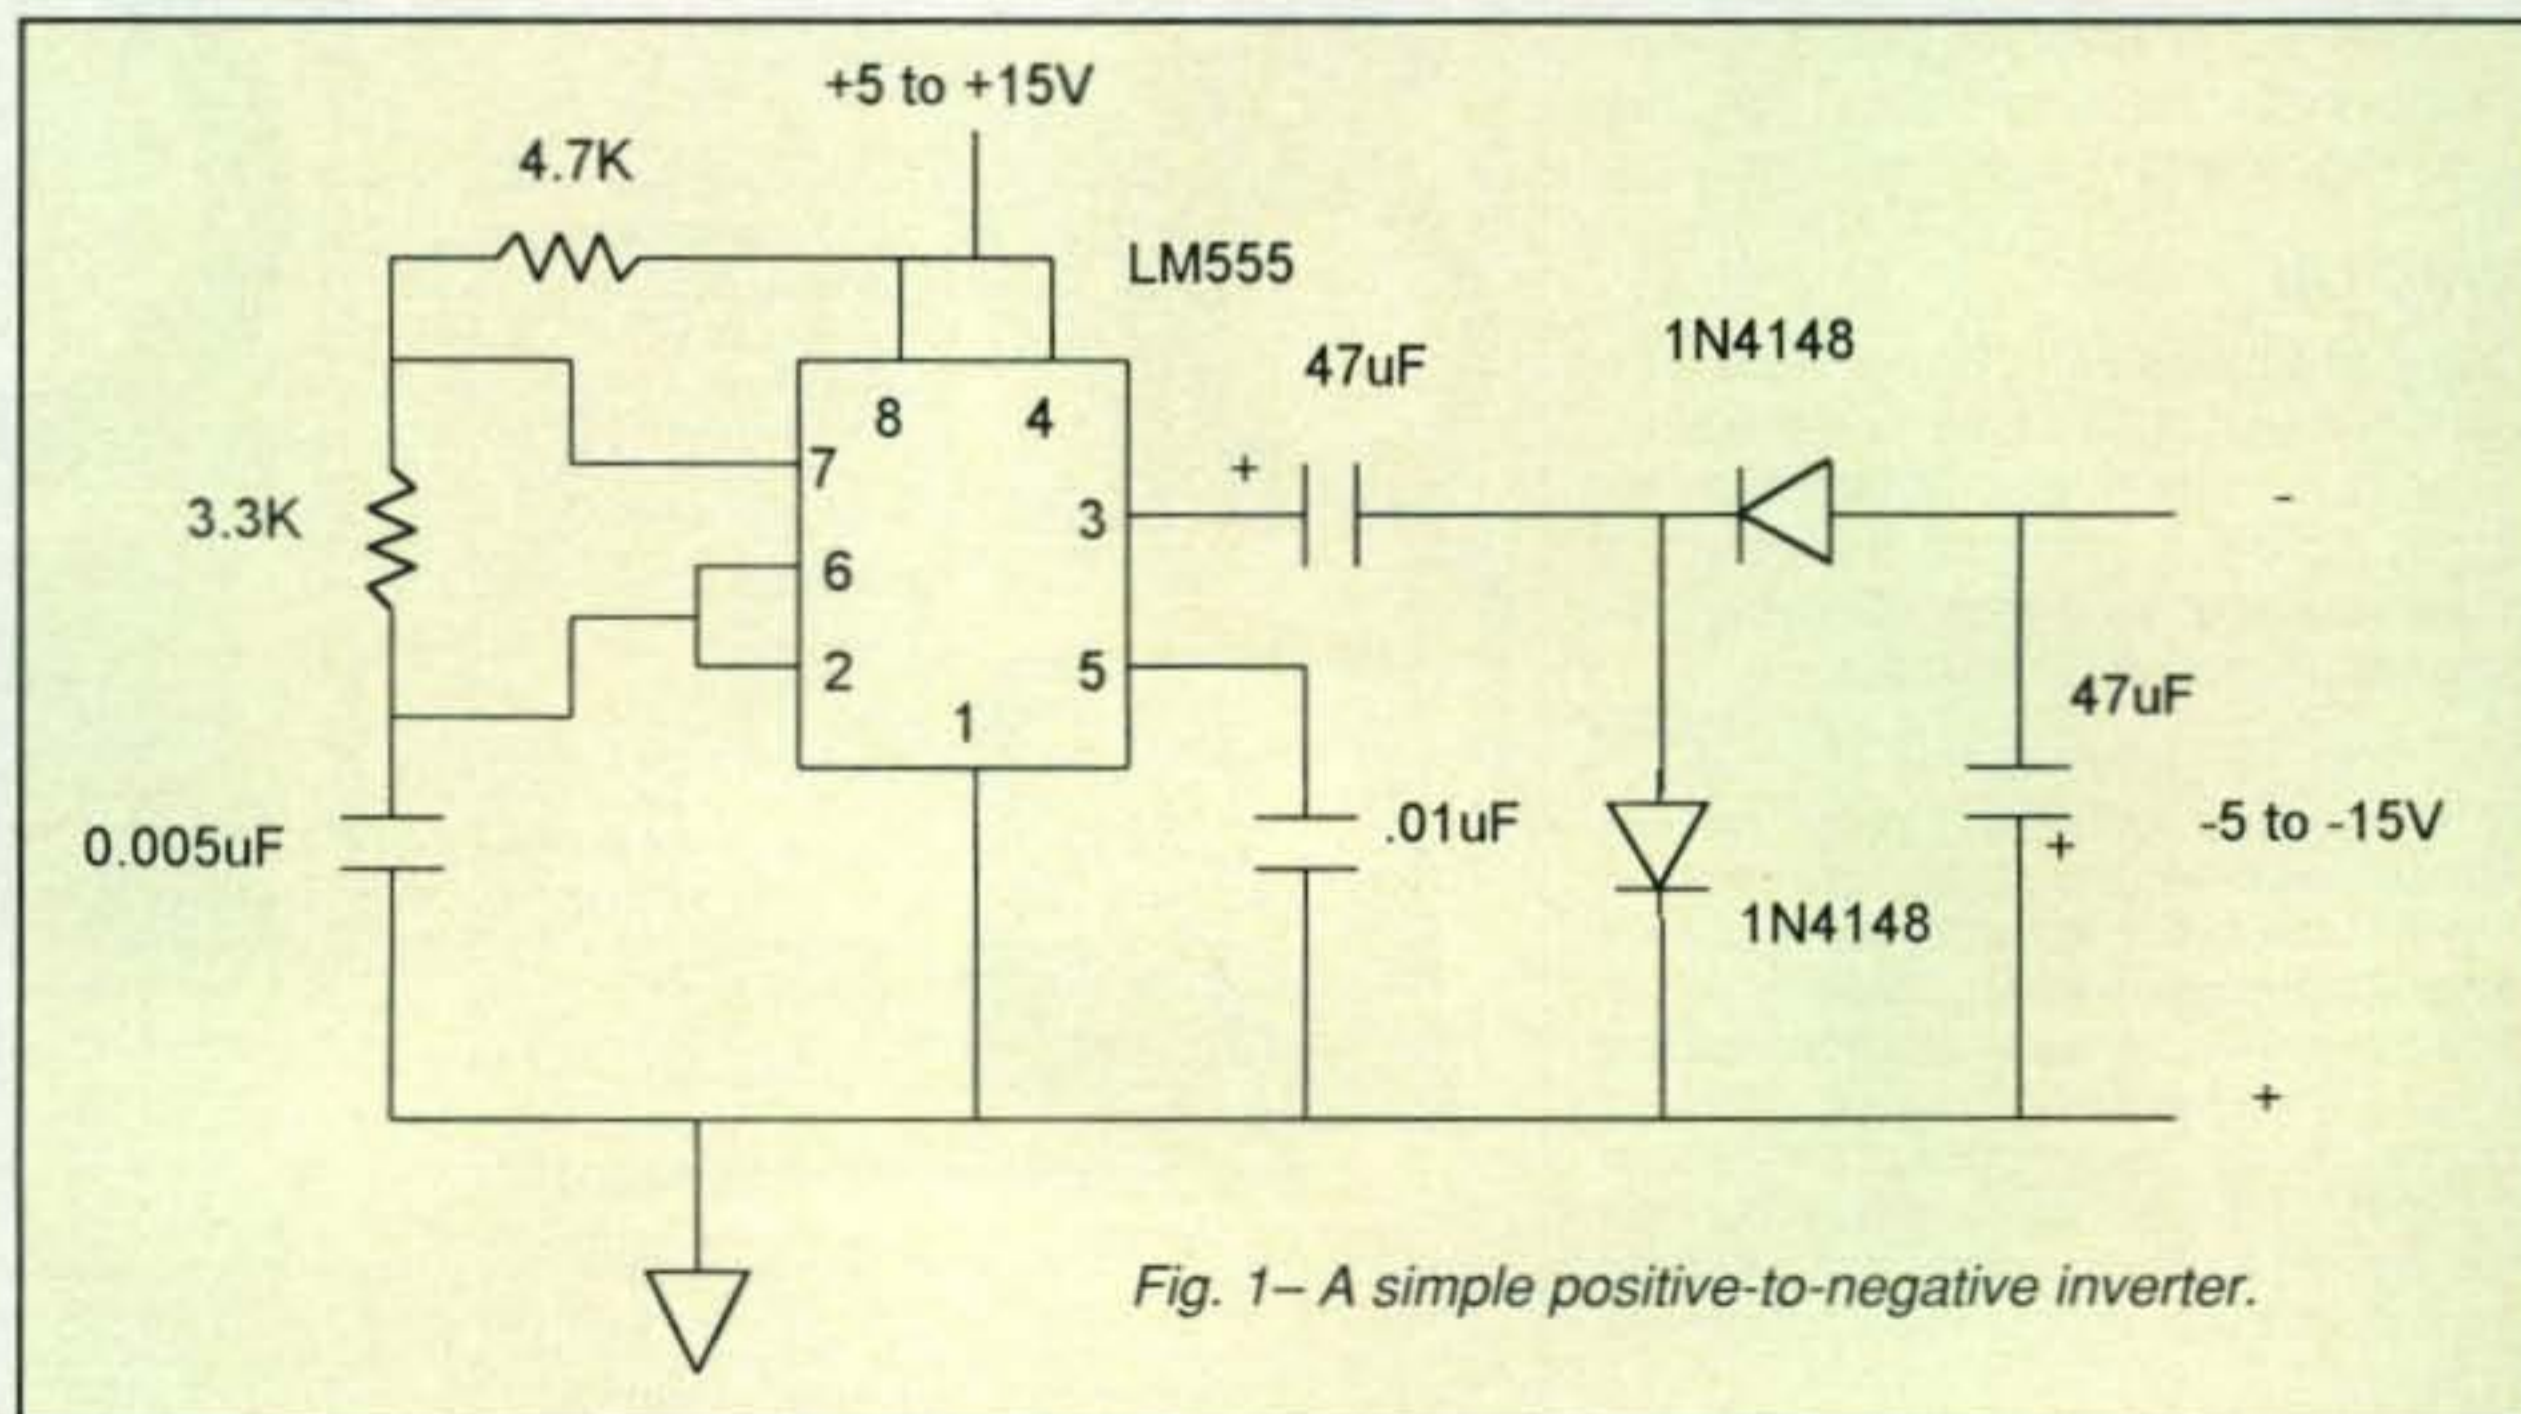 +5 to +15V
4.7K
LM555
1N4148
47uF
8 4
7
+
3.3K
3
-
6
2
5
47uF
1
0.005uF
.01uF
-5 to -15V
+
1N4148
+
Fig. 1– A simple positive-to-negative inverter.